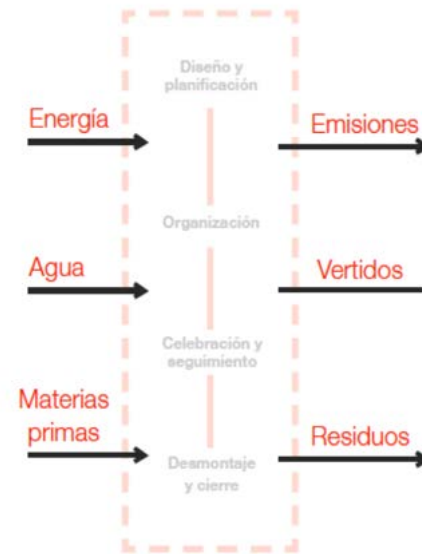 Diseño y
planificación
Energía
Emisiones
Organización
Agua
Vertidos
Celebración y
seguimiento
Materias
primas
Residuos
Desmontaje
y cierre